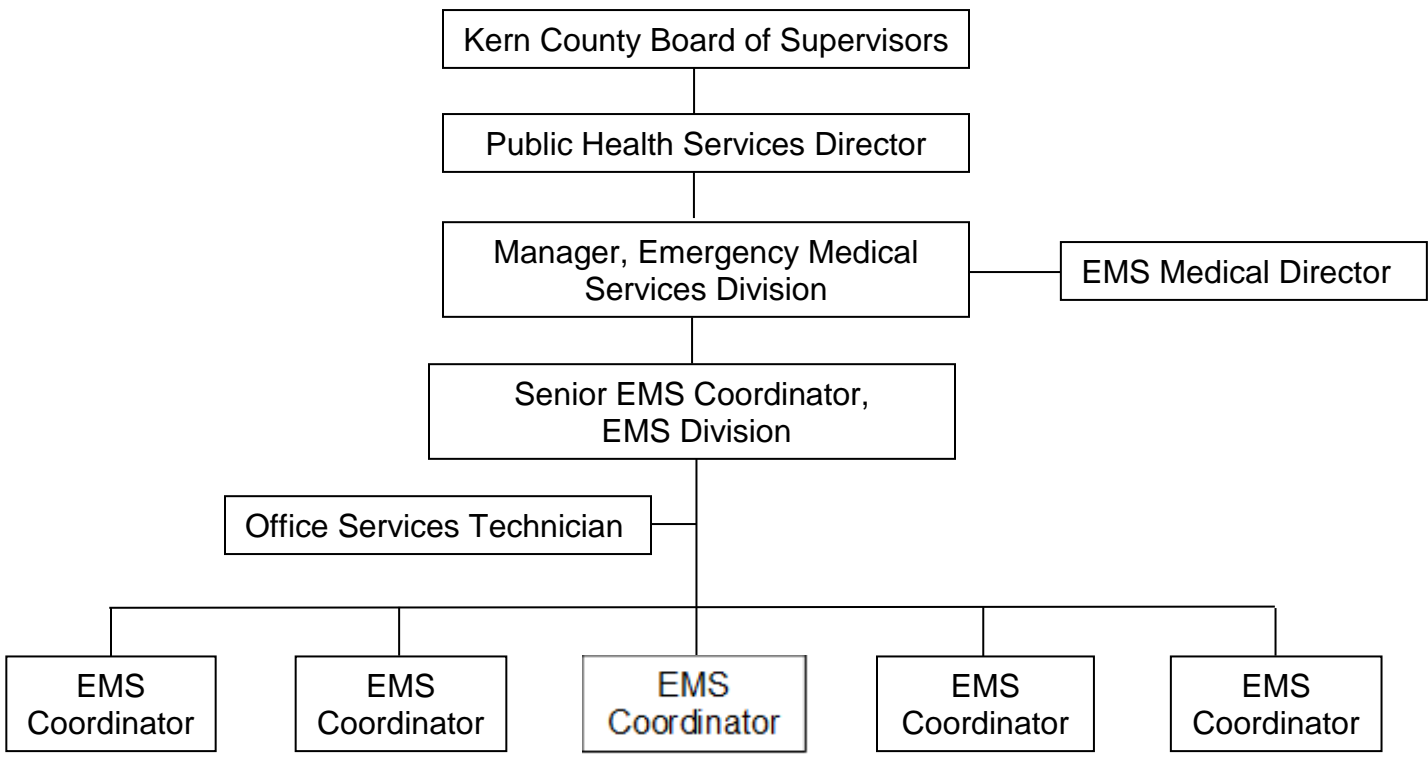 Kern County Board of Supervisors
Public Health Services Director
Manager, Emergency Medical
Services Division
EMS Medical Director
Senior EMS Coordinator,
EMS Division
Office Services Technician
EMS
Coordinator
EMS
Coordinator
EMS
Coordinator
EMS
Coordinator
EMS
Coordinator